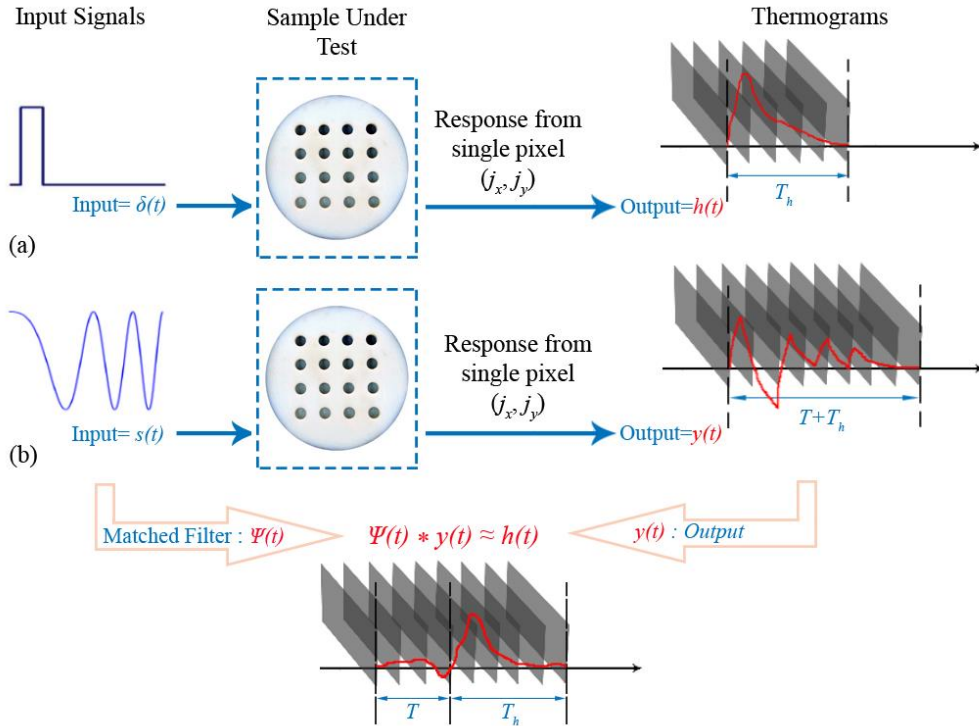 Input Signals
Sample Under
Test
Thermograms
Response from
single pixel
(jx, jy)
Input= δ(t)
Output=h(t)
Th
(a)
Response from
single pixel
(jx, jy)
Input= s(t)
Output=y(t)
T+Th
(b)
Matched Filter : Ψ(t)
Ψ(t) * y(t) ≈ h(t)
y(t) : Output
T
Th